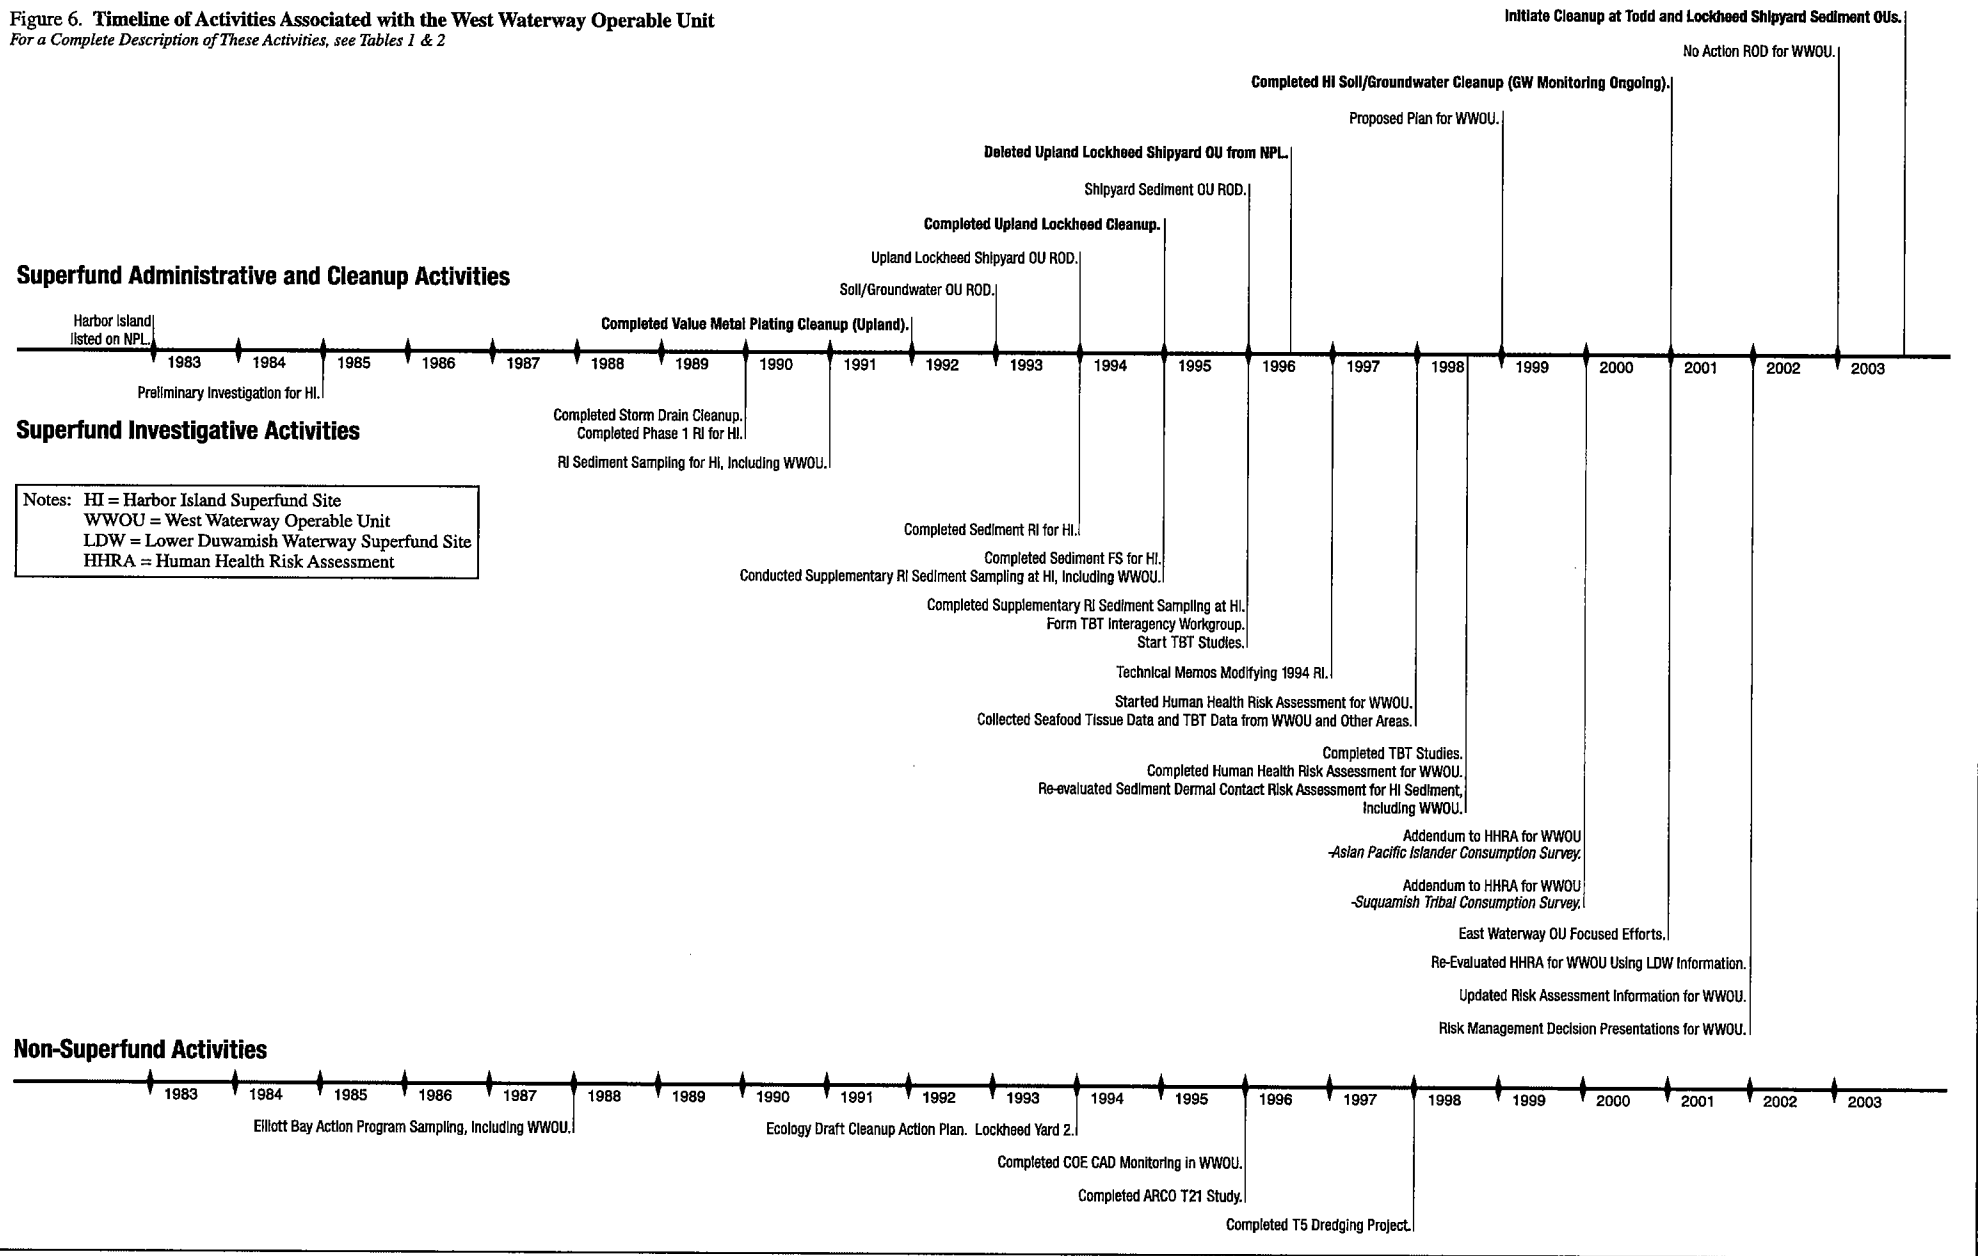 Figure 6. Timeline of Activities Associated with the West Waterway Operable Unit
For a Complete Description of These Activities, see Tables 1 & 2
Initiate Cleanup at Todd and Lockheed Shipyard Sediment OUs.
No Action ROD for WWOU.
Completed HI Soil/Groundwater Cleanup (GW Monitoring Ongoing).
Proposed Plan for WWOU.
Deleted Upland Lockheed Shipyard OU from NPL.
Shipyard Sediment OU ROD.
Completed Upland Lockheed Cleanup.
Upland Lockheed Shipyard OU ROD.
Superfund Administrative and Cleanup Activities
Soil/Groundwater OU ROD.
Completed Value Metal Plating Cleanup (Upland).
Harbor Island
listed on NPL.
1983 1984 1985 1986 1987 1988 1989 1990 1991 1992 1993 1994 1995 1996 1997 1998 1999 2000 2001 2002 2003
Preliminary Investigation for HI.
Completed Storm Drain Cleanup.
Completed Phase 1 RI for HI.
Superfund Investigative Activities
RI Sediment Sampling for Hi, Including WWOU.
Notes: HI = Harbor Island Superfund Site
WWOU = West Waterway Operable Unit
LDW = Lower Duwamish Waterway Superfund Site
HHRA = Human Health Risk Assessment
Completed Sediment RI for HI.
Completed Sediment FS for HI.
Conducted Supplementary RI Sediment Sampling at HI, Including WWOU.
Completed Supplementary RI Sediment Sampling at HI.
Form TBT Interagency Workgroup.
Start TBT Studies.
Technical Memos Modifying 1994 RI.
Started Human Health Risk Assessment for WWOU.
Collected Seafood Tissue Data and TBT Data from WWOU and Other Areas.
Completed TBT Studies.
Completed Human Health Risk Assessment for WWOU.
Re-evaluated Sediment Dermal Contact Risk Assessment for HI Sediment,
Including WWOU.
Addendum to HHRA for WWOU
-Asian Pacific Islander Consumption Survey.
Addendum to HHRA for WWOU
-Suquamish Tribal Consumption Survey.
East Waterway OU Focused Efforts.
Re-Evaluated HHRA for WWOU Using LDW Information.
Updated Risk Assessment Information for WWOU.
Risk Management Decision Presentations for WWOU.
Non-Superfund Activities
1983 1984 1985 1986 1987 1988 1989 1990 1991 1992 1993 1994 1995 1996 1997 1998 1999 2000 2001 2002 2003
Elliott Bay Action Program Sampling, Including WWOU.
Ecology Draft Cleanup Action Plan. Lockheed Yard 2.
Completed COE CAD Monitoring in WWOU.
Completed ARCO T21 Study.
Completed T5 Dredging Project.